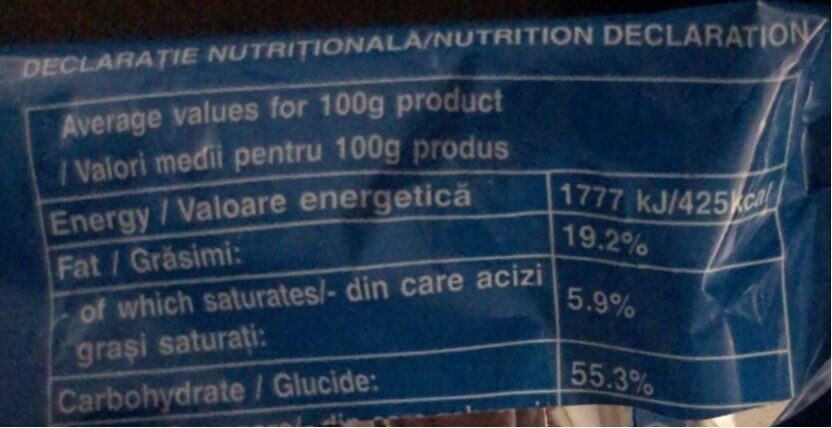 DECLARAȚIE NUTRIȚIONALĂ/NUTRITION DECLARATION
Average values for 100g product
/ Valori medii pentru 100g produs
Energy / Valoare energetică 1777 kJ/425kcal
Fat / Grăsimi: 19.2%
- of which saturates/- din care acizi 5.9%
grași saturați:
Carbohydrate / Glucide: 55.3%